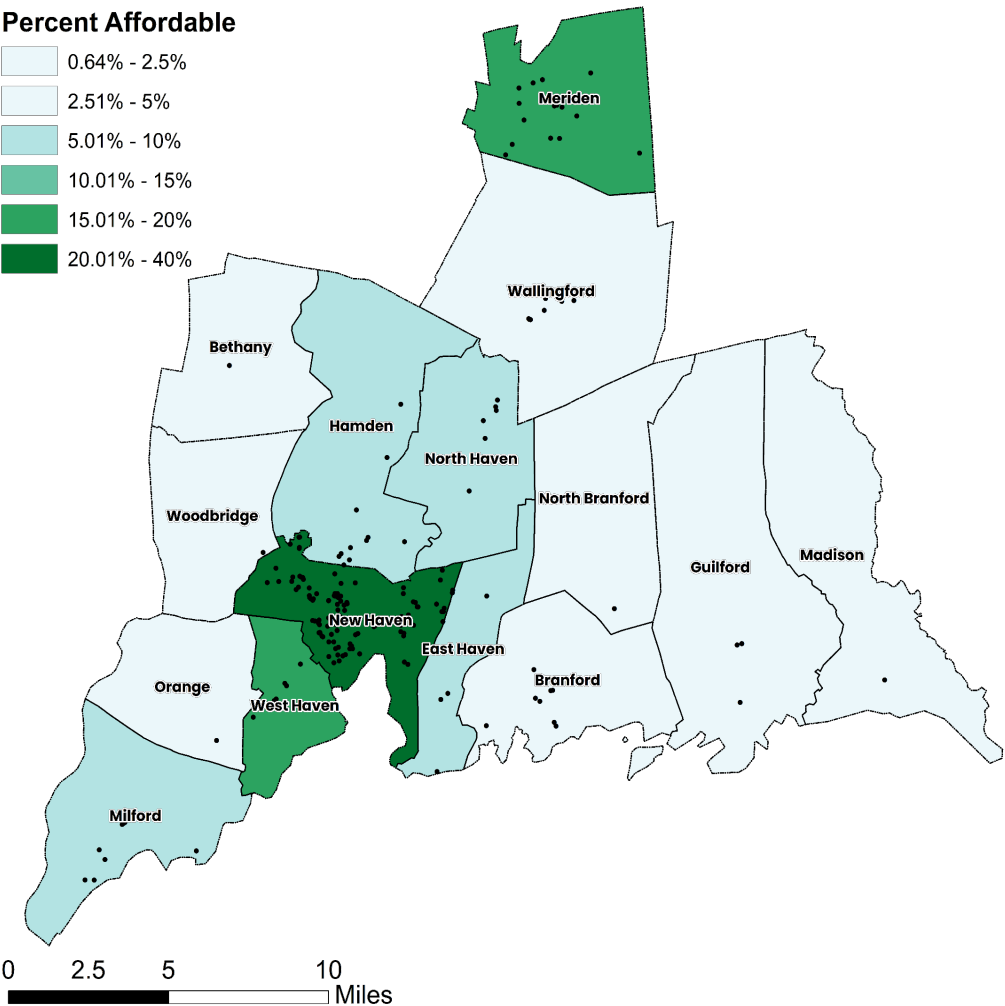 Percent Affordable
0.64% - 2.5%
2.51% - 5%
5.01% - 10%
10.01% - 15%
15.01% - 20%
20.01% - 40%
Meriden
Wallingford
Bethany
Hamden
North Haven
North Branford
Woodbridge
Madison
Guilford
New Haven
East Haven
Branford
Orange
West Haven
Milford
0 2.5 5 10
Miles